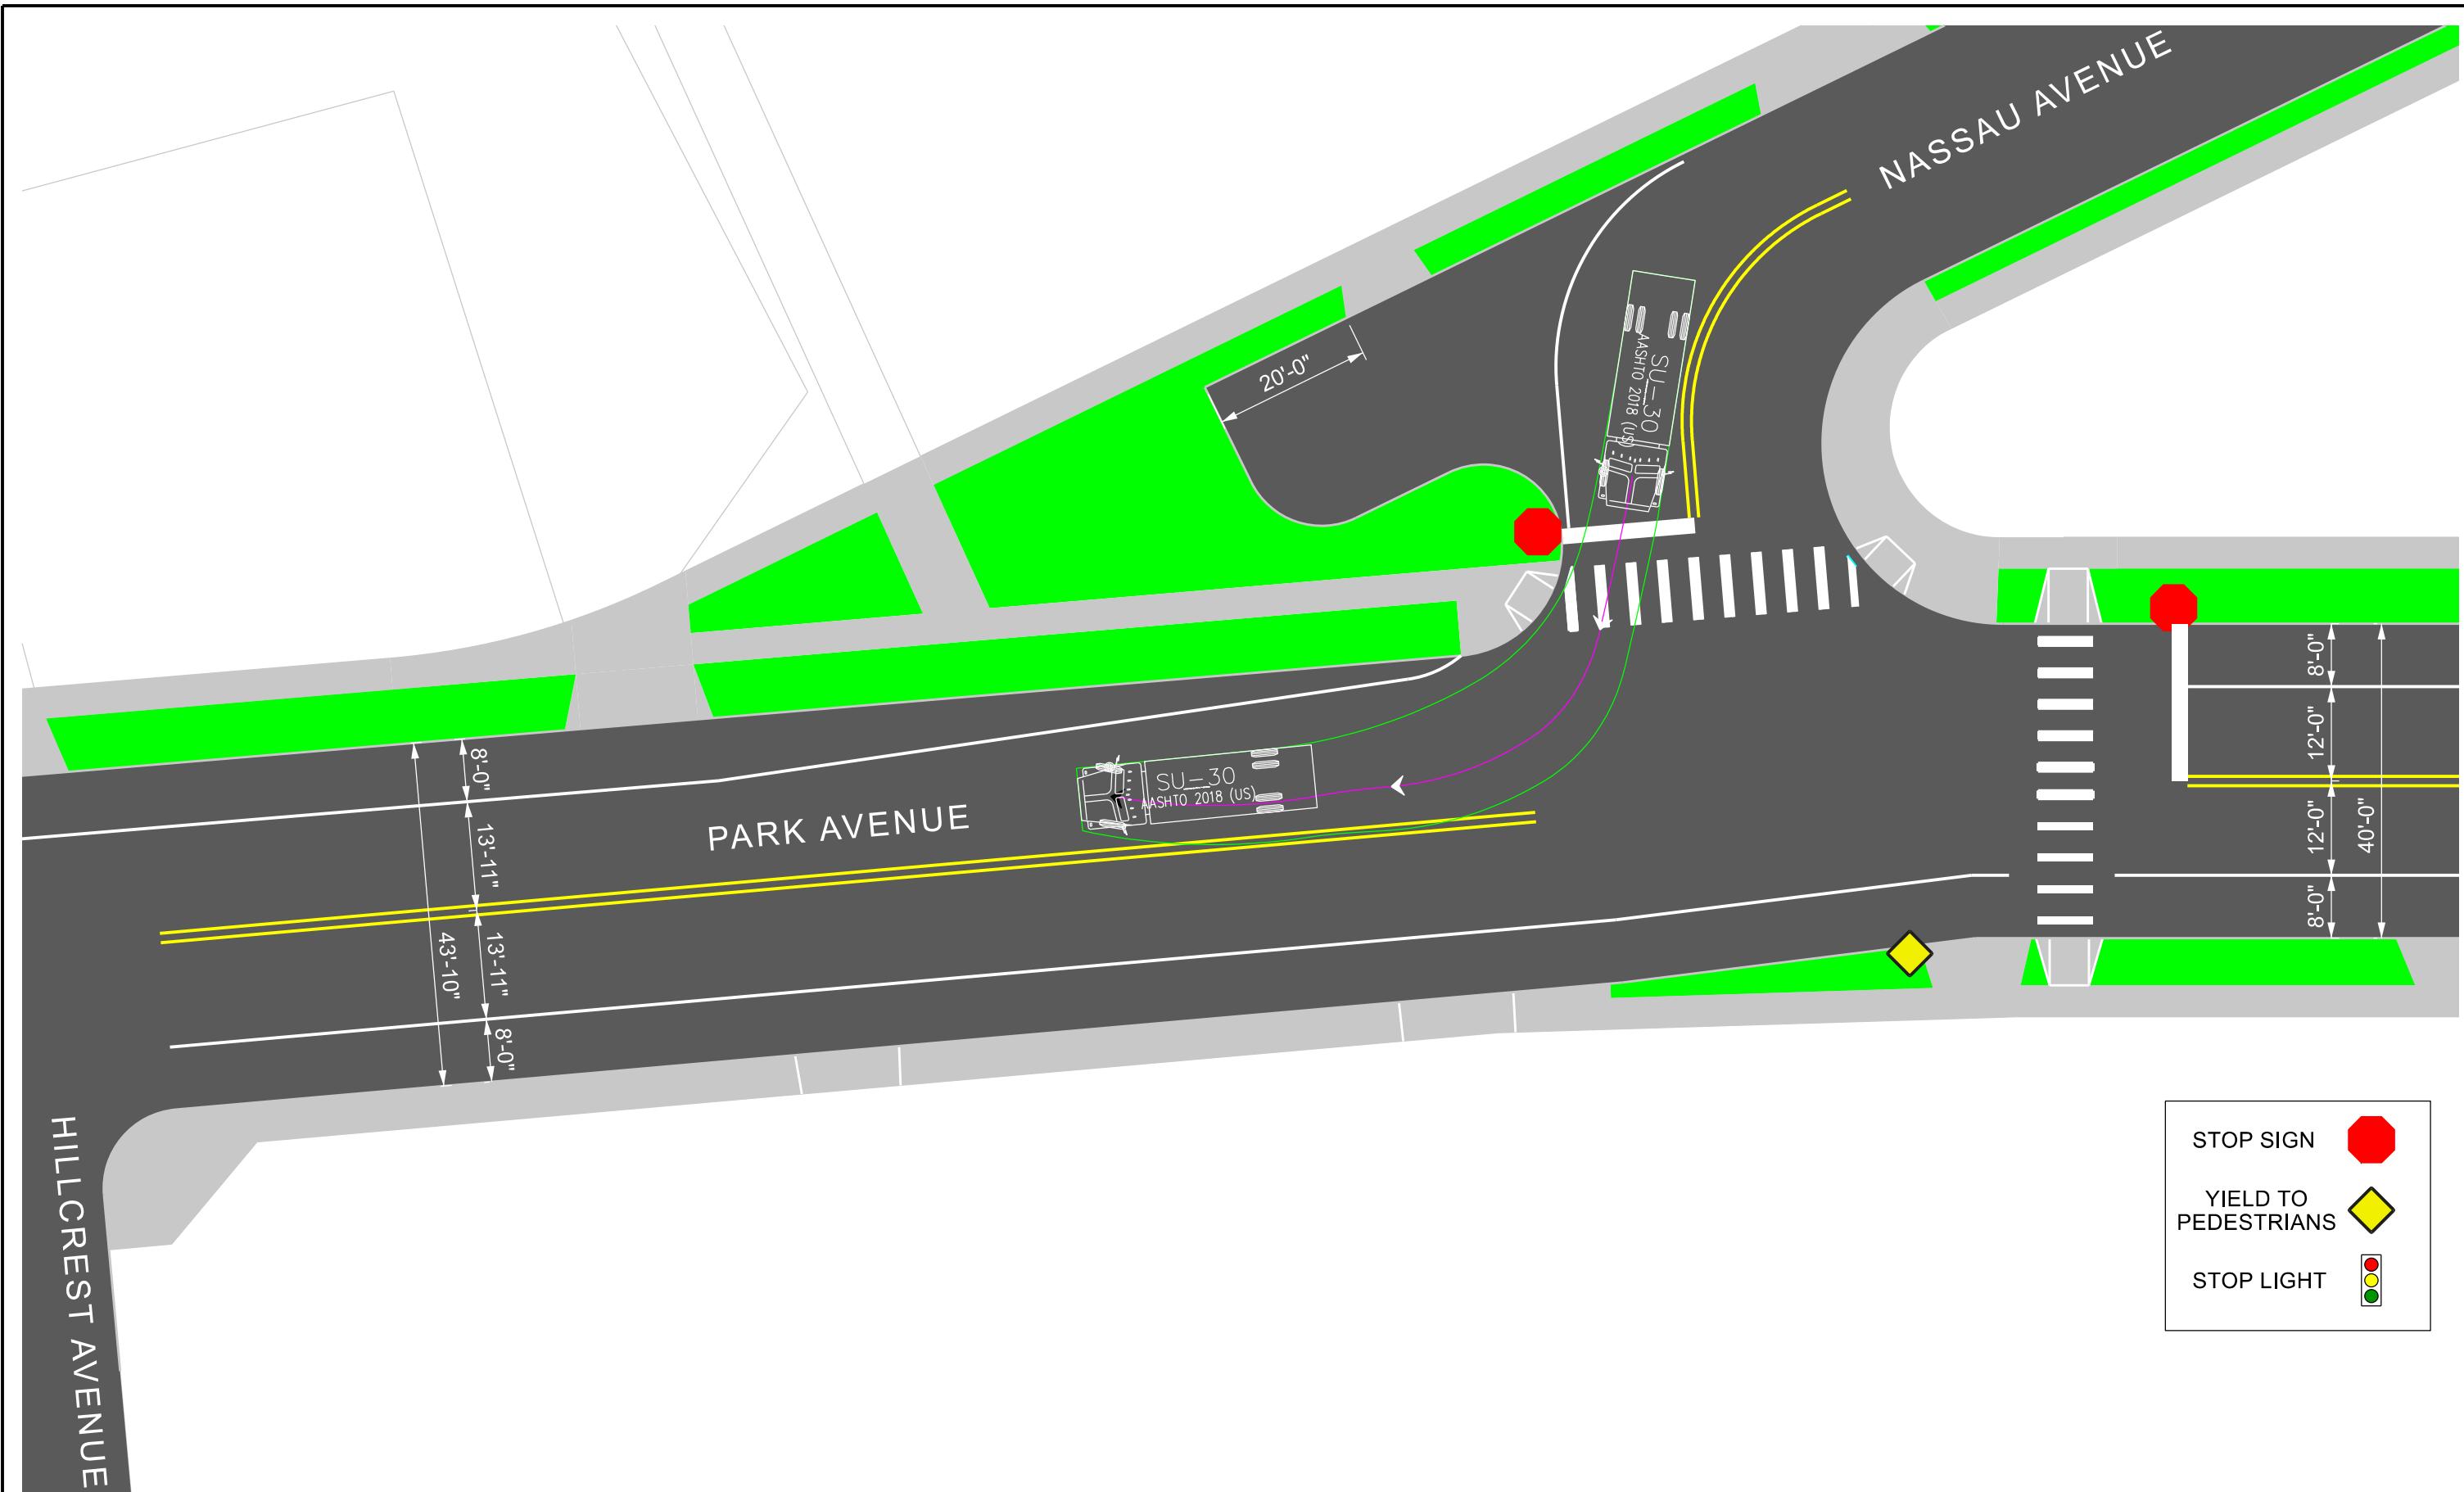 NASSAU AVENUE
20'-0"
SU-30
AASHTO 2018 (US)
SU-30
AASHTO 2018 (US)
PARK AVENUE
8'-0"
13'-11"
13'-11"
43'-10"
8'-0"
8'-0"
12'-0"
12'-0"
40'-0"
8'-0"
HILLCREST AVENUE
STOP SIGN
YIELD TO
PEDESTRIANS
STOP LIGHT